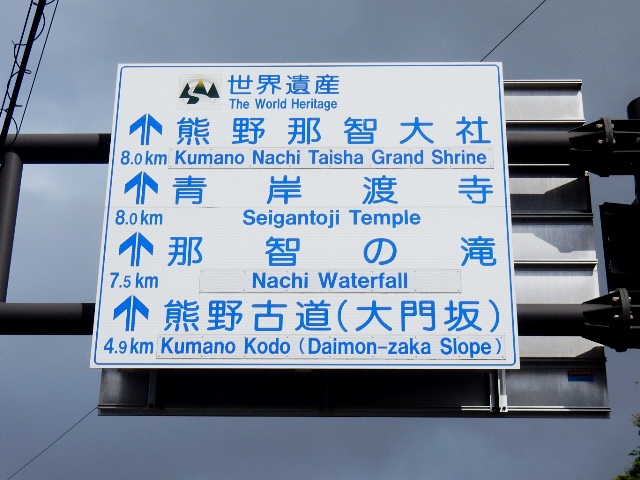 世界遺産
The World Heritage
熊野那智大社
8.0km Kumano Nachi Taisha Grand Shrine
青岸渡寺
8.0km Seigantoji Temple
那智の滝
7.5km Nachi Waterfall
熊野古道(大門坂)
4.9km Kumano Kodo (Daimon-zaka Slope)